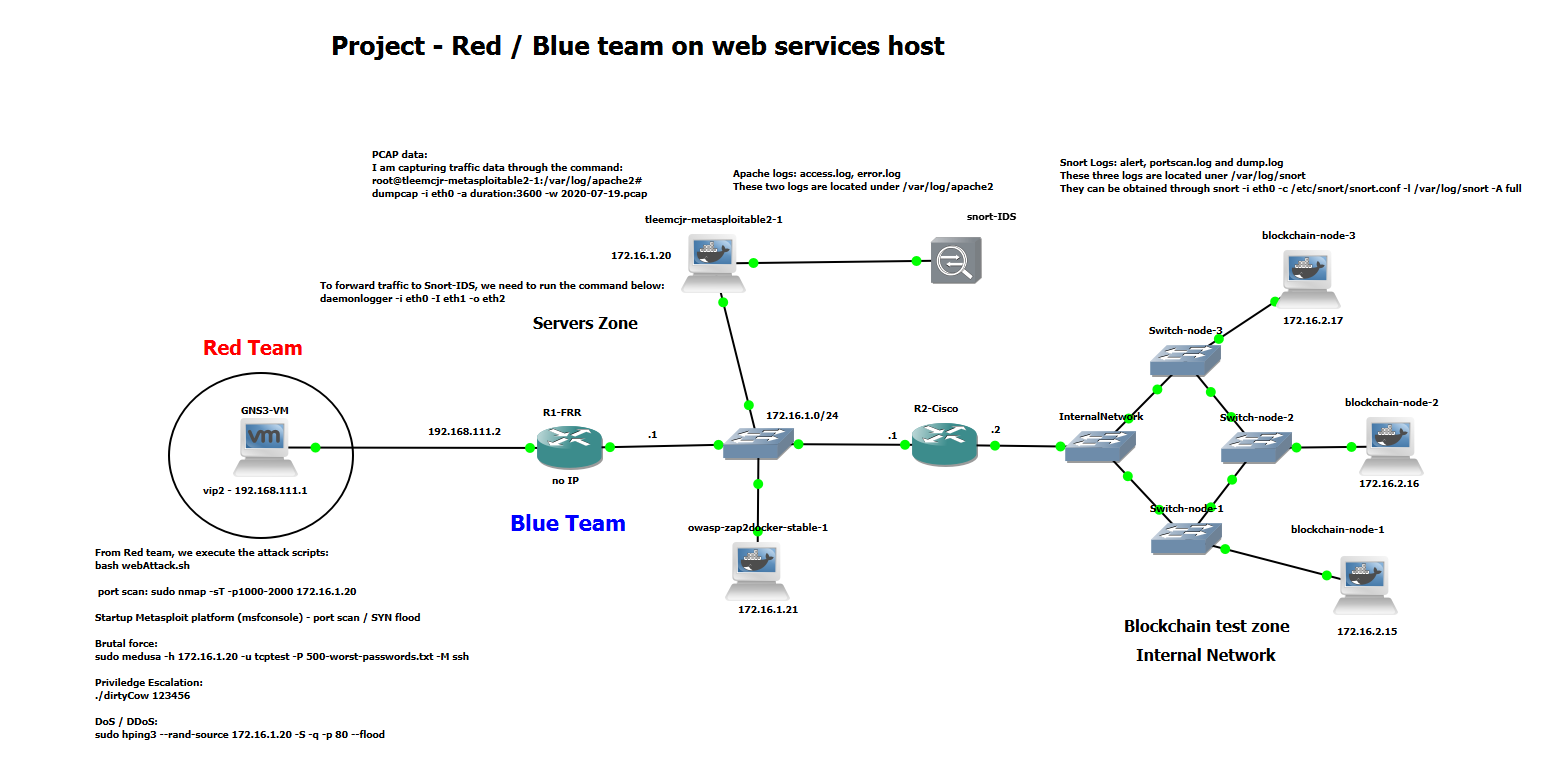 Project - Red / Blue team on web services host
PCAP data:
I am capturing traffic data through the command:
root@tleemcjr-metasploitable2-1:/var/log/apache2#
dumpcap -i eth0 -a duration:3600 -w 2020-07-19.pcap
Apache logs: access.log, error.log
These two logs are located under /var/log/apache2
Snort Logs: alert, portscan.log and dump.log
These three logs are located uner /var/log/snort
They can be obtained through snort -i eth0 -c /etc/snort/snort.conf -l /var/log/snort -A full
tleemcjr-metasploitable2-1
172.16.1.20
snort-IDS
To forward traffic to Snort-IDS, we need to run the command below:
daemonlogger -i eth0 -I eth1 -o eth2
Servers Zone
blockchain-node-3
172.16.2.17
Switch-node-3
Red Team
GNS3-VM
vm
vip2 - 192.168.111.1
192.168.111.2
R1-FRR
no IP
.1
172.16.1.0/24
.1
R2-Cisco
.2
InternalNetwork
Switch-node-2
blockchain-node-2
172.16.2.16
Blue Team
owasp-zap2docker-stable-1
172.16.1.21
Switch-node-1
blockchain-node-1
172.16.2.15
Blockchain test zone
Internal Network
From Red team, we execute the attack scripts:
bash webAttack.sh
port scan: sudo nmap -sT -p1000-2000 172.16.1.20
Startup Metasploit platform (msfconsole) - port scan / SYN flood
Brutal force:
sudo medusa -h 172.16.1.20 -u tcptest -P 500-worst-passwords.txt -M ssh
Priviledge Escalation:
./dirtyCow 123456
DoS / DDoS:
sudo hping3 --rand-source 172.16.1.20 -S -q -p 80 --flood